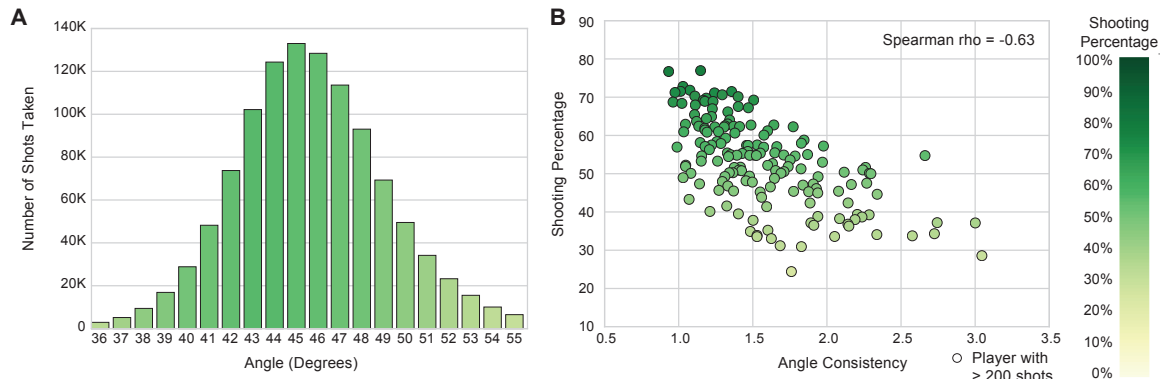 A
140K
120K
100K
80K
60K
40K
20K
0
Number of Shots Taken
36 37 38 39 40 41 42 43 44 45 46 47 48 49 50 51 52 53 54 55
Angle (Degrees)
B
90
80
70
60
50
40
30
20
10
Shooting Percentage
Spearman rho = -0.63
0.5 1.0 1.5 2.0 2.5 3.0 3.5
Angle Consistency
Player with
> 200 shots
Shooting
Percentage
100%
90%
80%
70%
60%
50%
40%
30%
20%
10%
0%